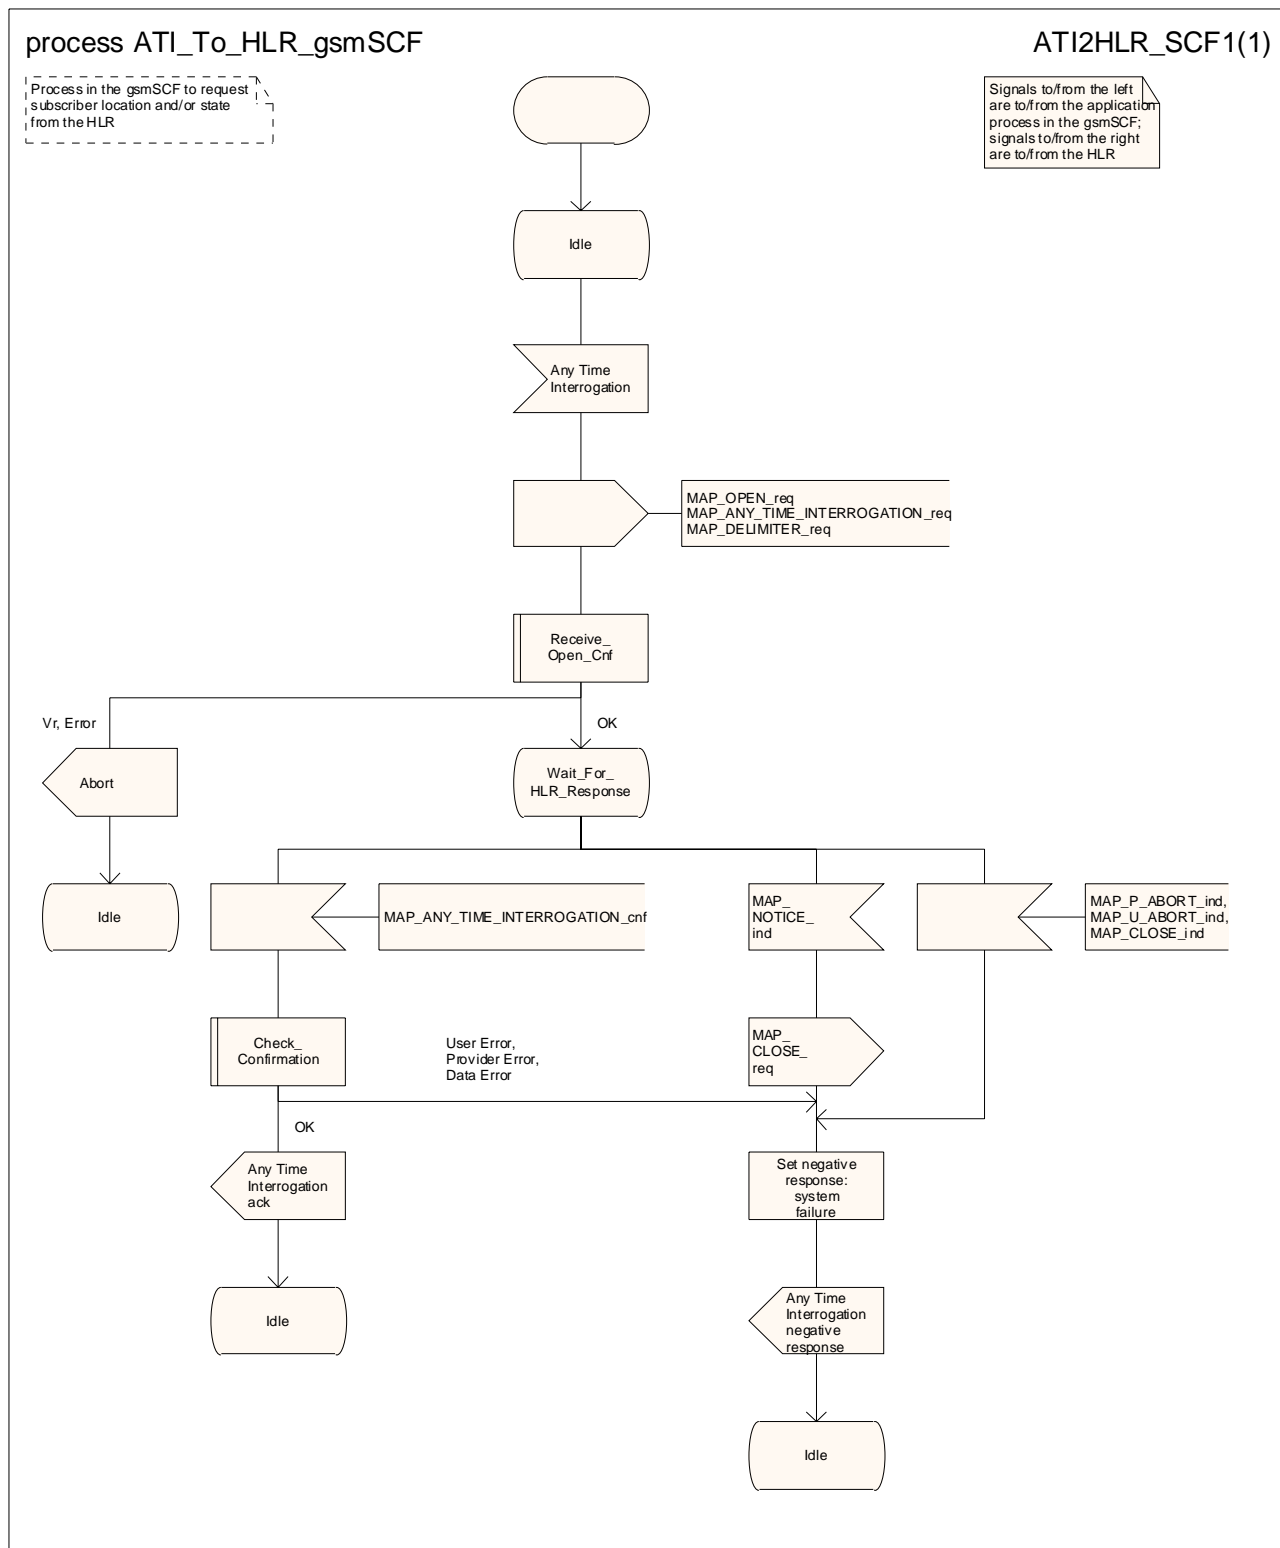 process ATI_To_HLR_gsmSCF
ATI2HLR_SCF1(1)
Process in the gsmSCF to request
subscriber location and/or state
from the HLR
Signals to/from the left
are to/from the application
process in the gsmSCF;
signals to/from the right
are to/from the HLR
Idle
Any Time
Interrogation
MAP_OPEN_req
MAP_ANY_TIME_INTERROGATION_req
MAP_DELIMITER_req
Receive_
Open_Cnf
Vr, Error
OK
Abort
Wait_For_
HLR_Response
Idle
MAP_ANY_TIME_INTERROGATION_cnf
MAP_
NOTICE_
ind
MAP_P_ABORT_ind,
MAP_U_ABORT_ind,
MAP_CLOSE_ind
Check_
Confirmation
User Error,
Provider Error,
Data Error
MAP_
CLOSE_
req
OK
Any Time
Interrogation
ack
Set negative
response:
system
failure
Idle
Any Time
Interrogation
negative
response
Idle